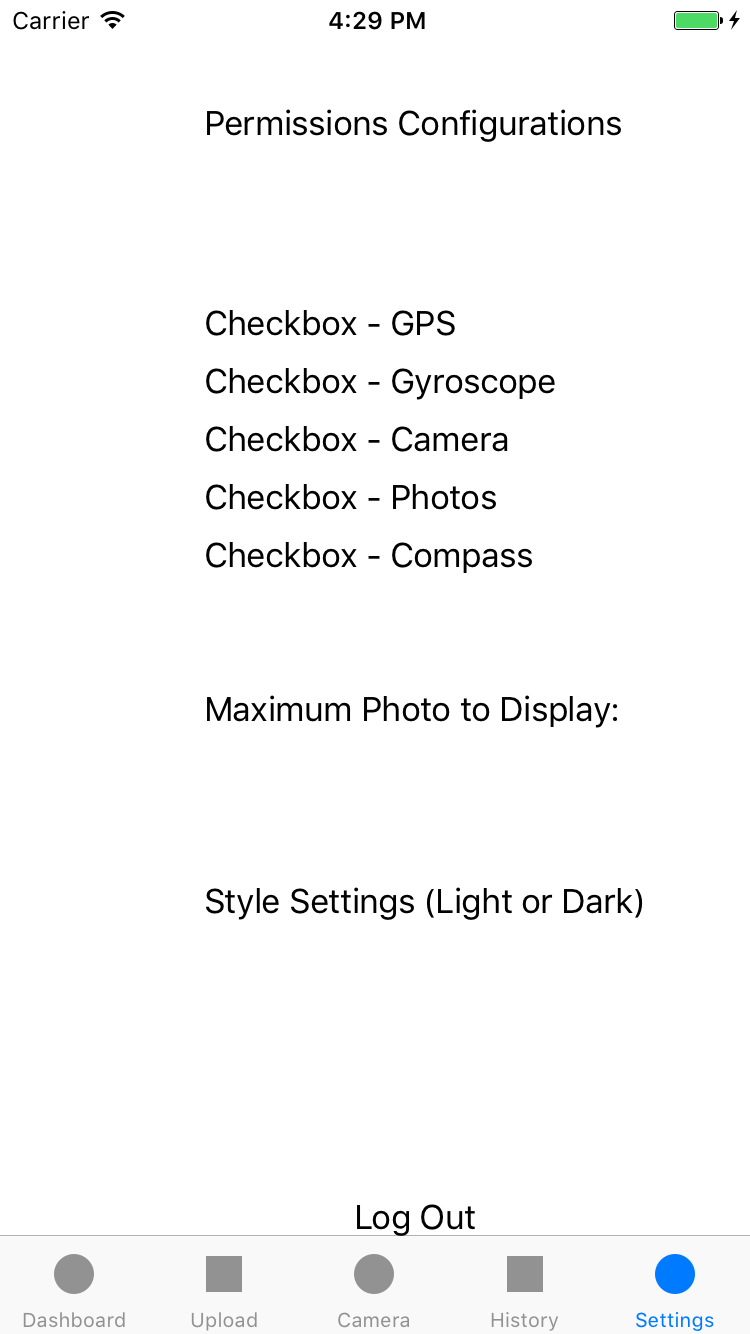 Carrier 4:29 PM
Permissions Configurations
Checkbox - GPS
Checkbox - Gyroscope
Checkbox - Camera
Checkbox - Photos
Checkbox - Compass
Maximum Photo to Display:
Style Settings (Light or Dark)
Log Out
Dashboard Upload Camera History Settings